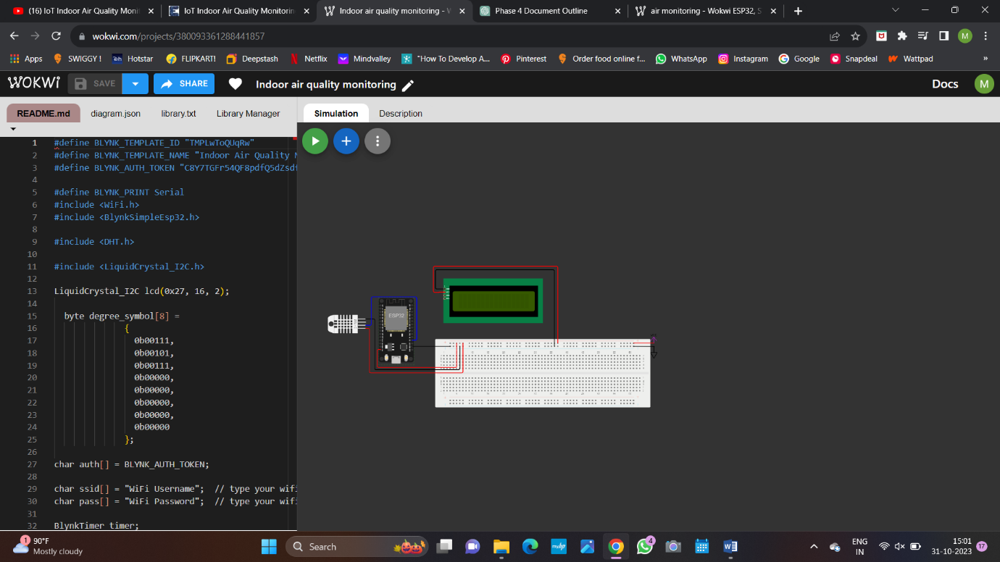 (16) IoT Indoor Air Quality Monit
IoT Indoor Air Quality Monitorin
Indoor air quality monitoring - W
Phase 4 Document Outline
air monitoring - Wokwi ESP32, S
wokwi.com/projects/380093361288441857
M
Apps
SWIGGY !
Hotstar
FLIPKART!
Deepstash
Netflix
Mindvalley
"How To Develop A...
Pinterest
Order food online f...
WhatsApp
Instagram
Google
Snapdeal
Wattpad
»
WOKWI
SAVE
SHARE
Indoor air quality monitoring
Docs
M
README.md
diagram.json
library.txt
Library Manager
Simulation
Description
1 #define BLYNK_TEMPLATE_ID "TMPLwToQUqRw"
2 #define BLYNK_TEMPLATE_NAME "Indoor Air Quality M
3 #define BLYNK_AUTH_TOKEN "C8Y7TGFr54QF8pdfQ5dZsdf
4
5 #define BLYNK_PRINT Serial
6 #include <WiFi.h>
7 #include <BlynkSimpleEsp32.h>
8
9 #include <DHT.h>
10
11 #include <LiquidCrystal_I2C.h>
12
13 LiquidCrystal_I2C lcd(0x27, 16, 2);
14
15 byte degree_symbol[8] =
16 {
17 0b00111,
18 0b00101,
19 0b00111,
20 0b00000,
21 0b00000,
22 0b00000,
23 0b00000,
24 0b00000
25 };
26
27 char auth[] = BLYNK_AUTH_TOKEN;
28
29 char ssid[] = "WiFi Username"; // type your wifi
30 char pass[] = "WiFi Password"; // type your wifi
31
32 BlynkTimer timer;
ESP32
1
90°F
Mostly cloudy
Search
4
ENG
IN
15:01
31-10-2023
17